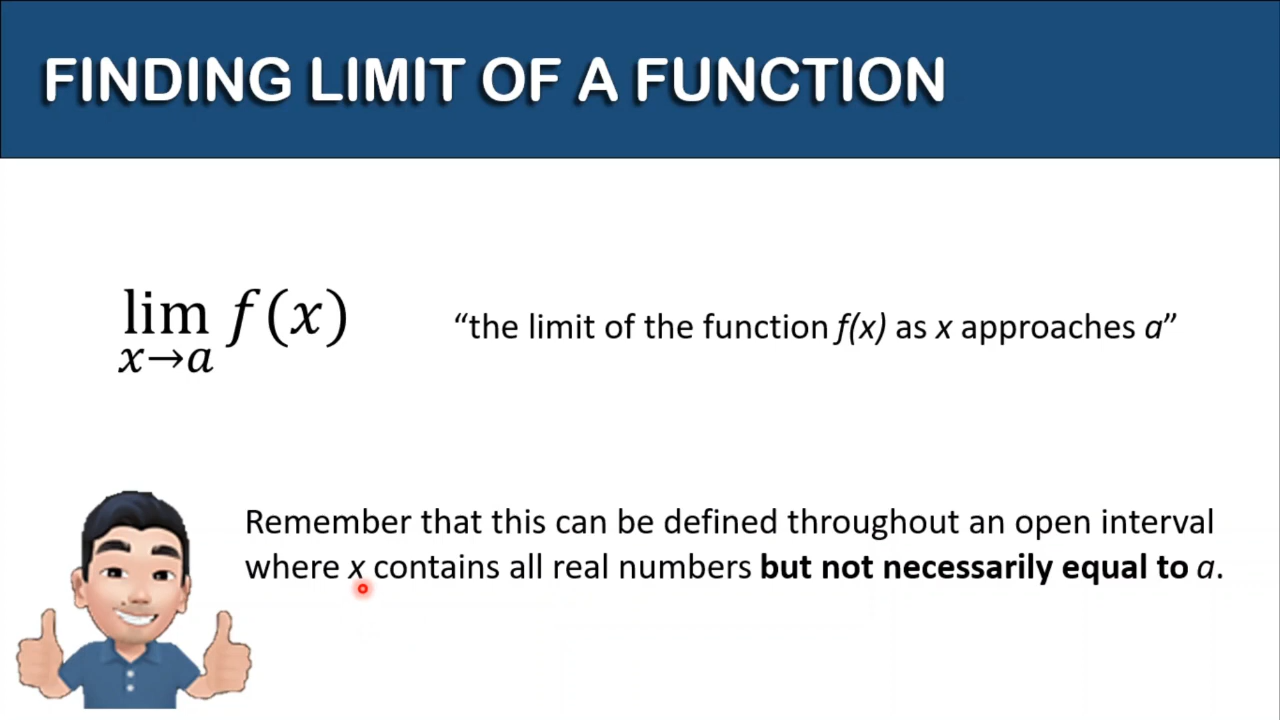 FINDING LIMIT OF A FUNCTION
lim f(x)
x→a
“the limit of the function f(x) as x approaches a”
Remember that this can be defined throughout an open interval
where x contains all real numbers but not necessarily equal to a.